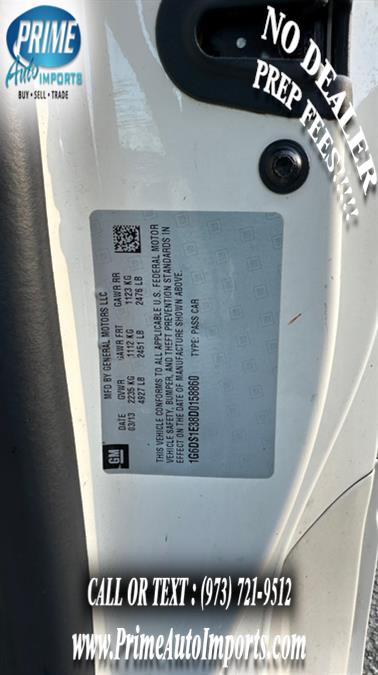 PRIME
Auto
IMPORTS
BUY • SELL • TRADE
NO DEALER
PREP FEES!!!!
MFD BY GENERAL MOTORS LLC
DATE GVWR GAWR FRT GAWR RR
03/13 2235 KG 1112 KG 1123 KG
4927 LB 2451 LB 2476 LB
THIS VEHICLE CONFORMS TO ALL APPLICABLE U.S. FEDERAL MOTOR
VEHICLE SAFETY, BUMPER, AND THEFT PREVENTION STANDARDS IN
EFFECT ON THE DATE OF MANUFACTURE SHOWN ABOVE.
1G6DS1E38D0158860 TYPE: PASS CAR
GM
CALL OR TEXT : (973) 721-9512
www.PrimeAutoImports.com